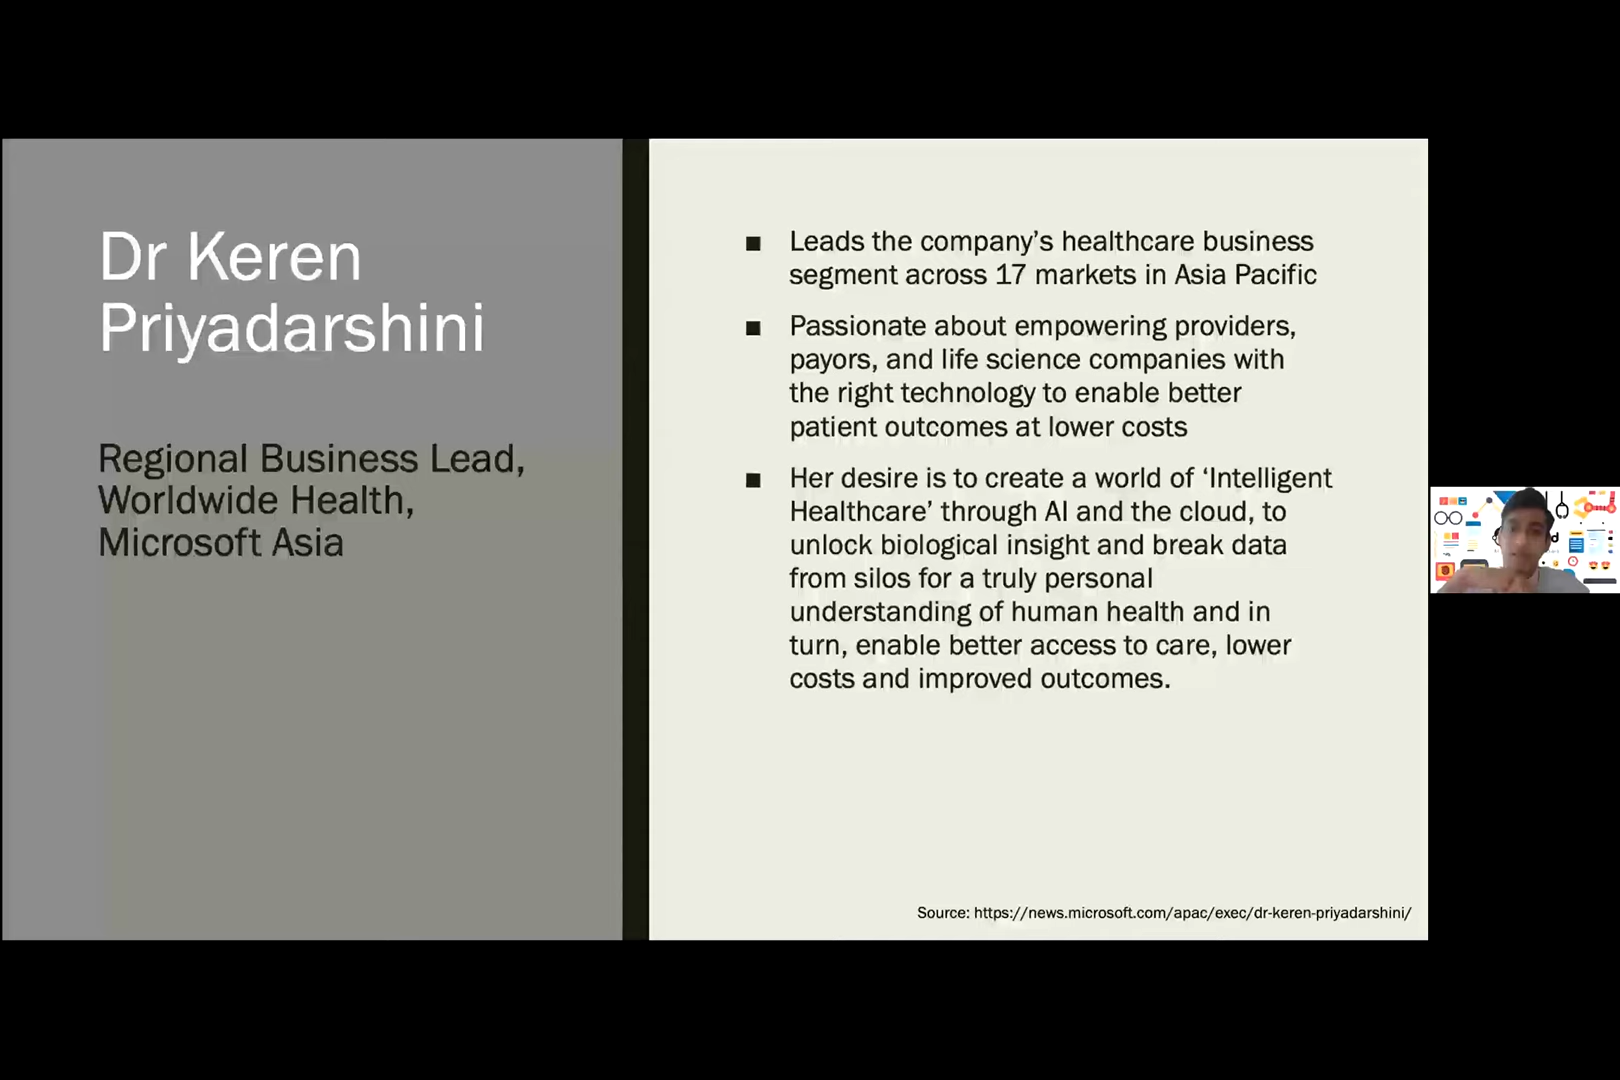 Dr Keren
Priyadarshini
Regional Business Lead,
Worldwide Health,
Microsoft Asia
■ Leads the company’s healthcare business
segment across 17 markets in Asia Pacific
■ Passionate about empowering providers,
payors, and life science companies with
the right technology to enable better
patient outcomes at lower costs
■ Her desire is to create a world of ‘Intelligent
Healthcare’ through AI and the cloud, to
unlock biological insight and break data
from silos for a truly personal
understanding of human health and in
turn, enable better access to care, lower
costs and improved outcomes.
Source: https://news.microsoft.com/apac/exec/dr-keren-priyadarshini/